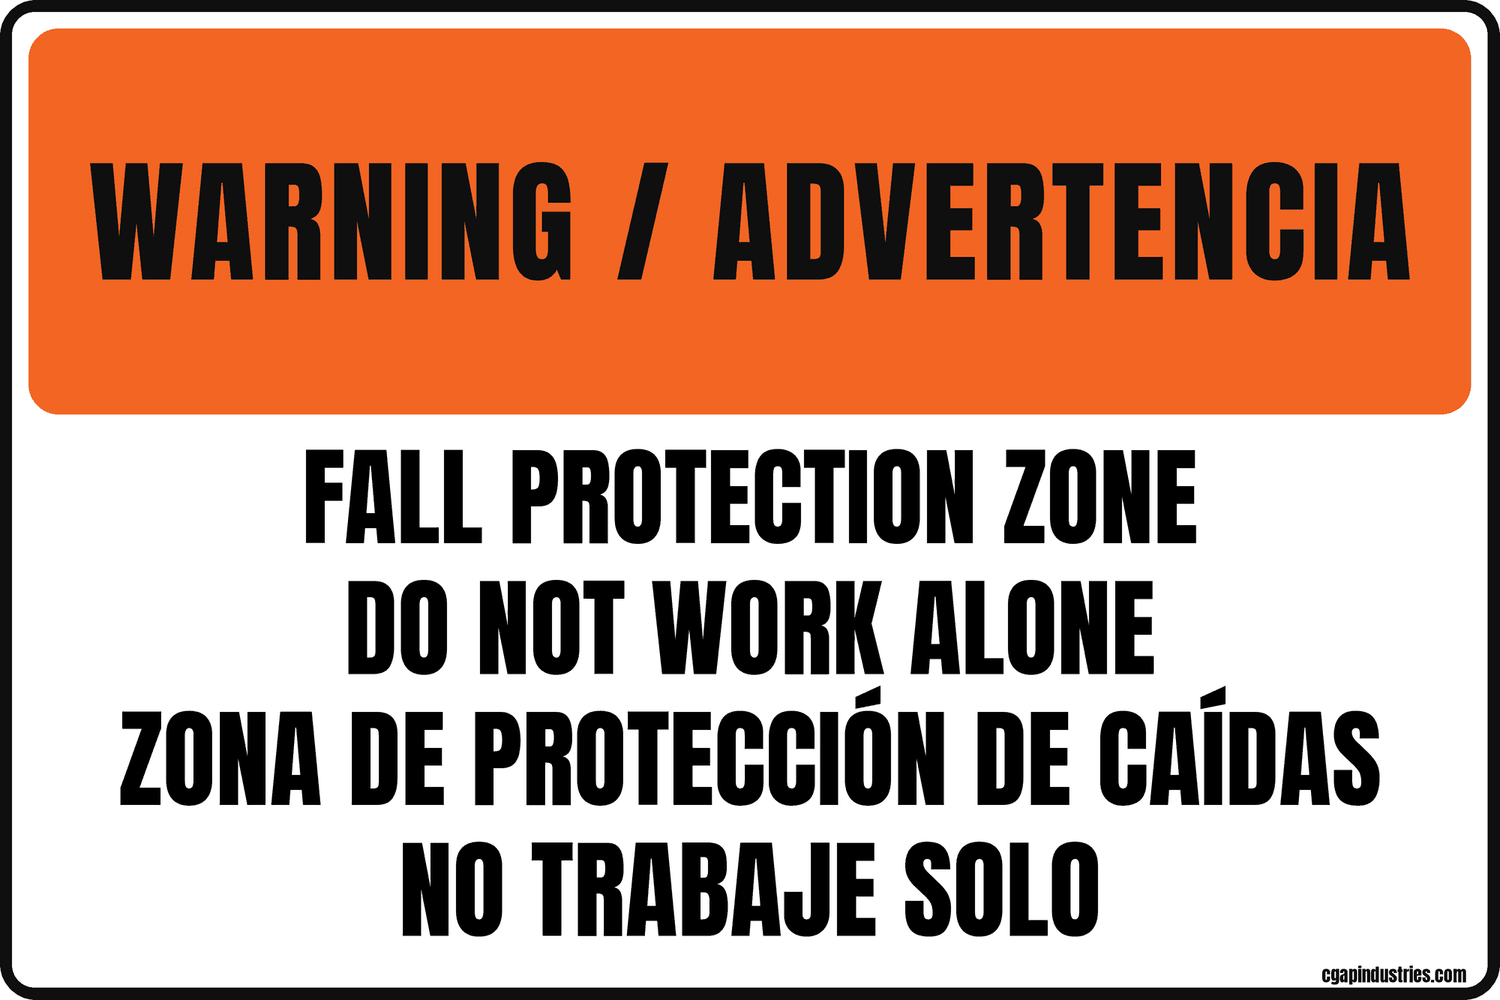 WARNING / ADVERTENCIA
FALL PROTECTION ZONE
DO NOT WORK ALONE
ZONA DE PROTECCIÓN DE CAÍDAS
NO TRABAJE SOLO
cgapindustries.com